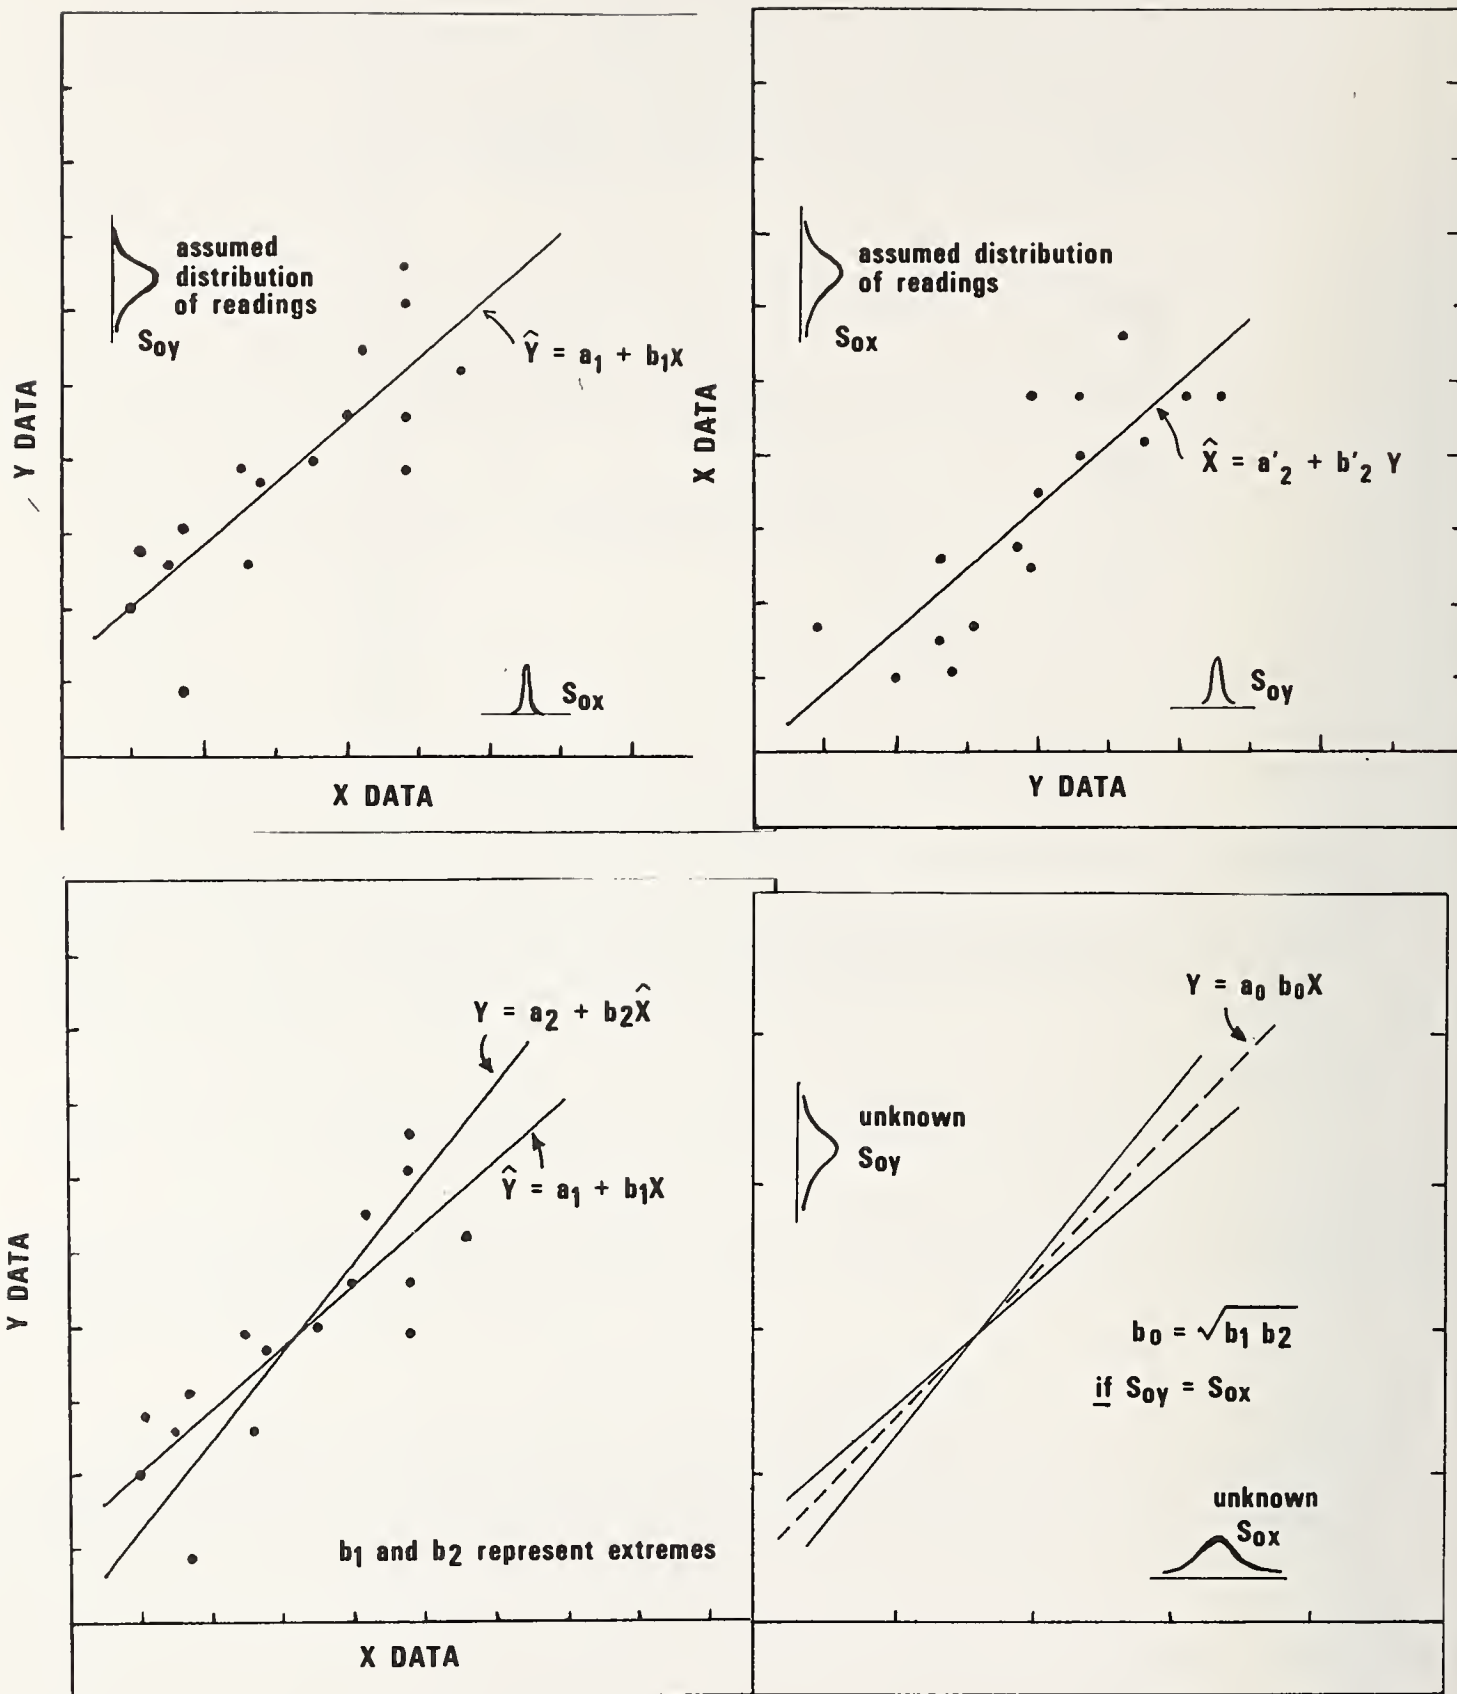 assumed
distribution
of readings
Soy
Ŷ = a₁ + b₁X
Y DATA
Sox
X DATA
assumed distribution
of readings
Sox
X DATA
X̂ = a'₂ + b'₂ Y
Soy
Y DATA
Y = a₂ + b₂X̂
Ŷ = a₁ + b₁X
Y DATA
b₁ and b₂ represent extremes
X DATA
Y = a₀ b₀X
unknown
Soy
b₀ = √b₁ b₂
if Soy = Sox
unknown
Sox